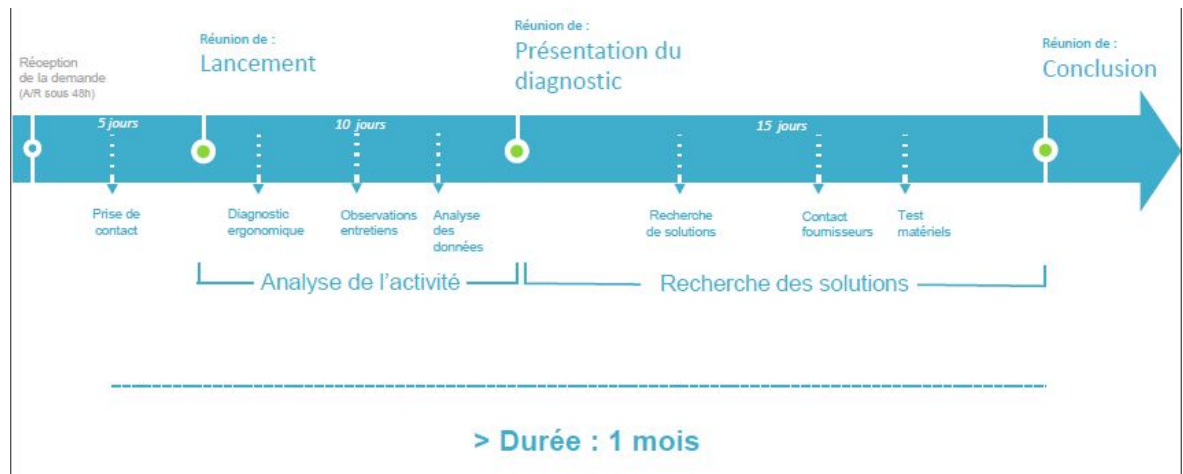 Réception
de la demande
(A/R sous 48h)
Réunion de :
Lancement
Réunion de :
Présentation du
diagnostic
Réunion de :
Conclusion
5 jours
10 jours
15 jours
Prise de
contact
Diagnostic
ergonomique
Observations
entretiens
Analyse
des
données
Recherche
de solutions
Contact
fournisseurs
Test
matériels
Analyse de l’activité
Recherche des solutions
> Durée : 1 mois